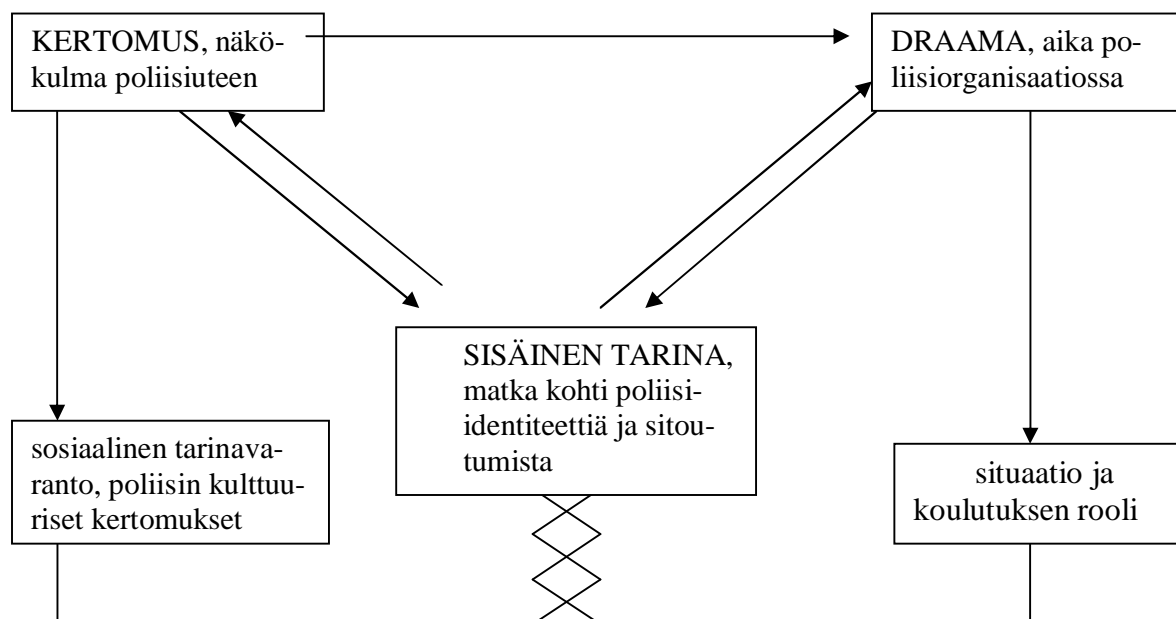 KERTOMUS, näkö-
kulma poliisiuteen
DRAAMA, aika po-
liisiorganisaatiossa
SISÄINEN TARINA,
matka kohti poliisi-
identiteettiä ja sitou-
tumista
sosiaalinen tarinava-
ranto, poliisin kulttuu-
riset kertomukset
situaatio ja
koulutuksen rooli